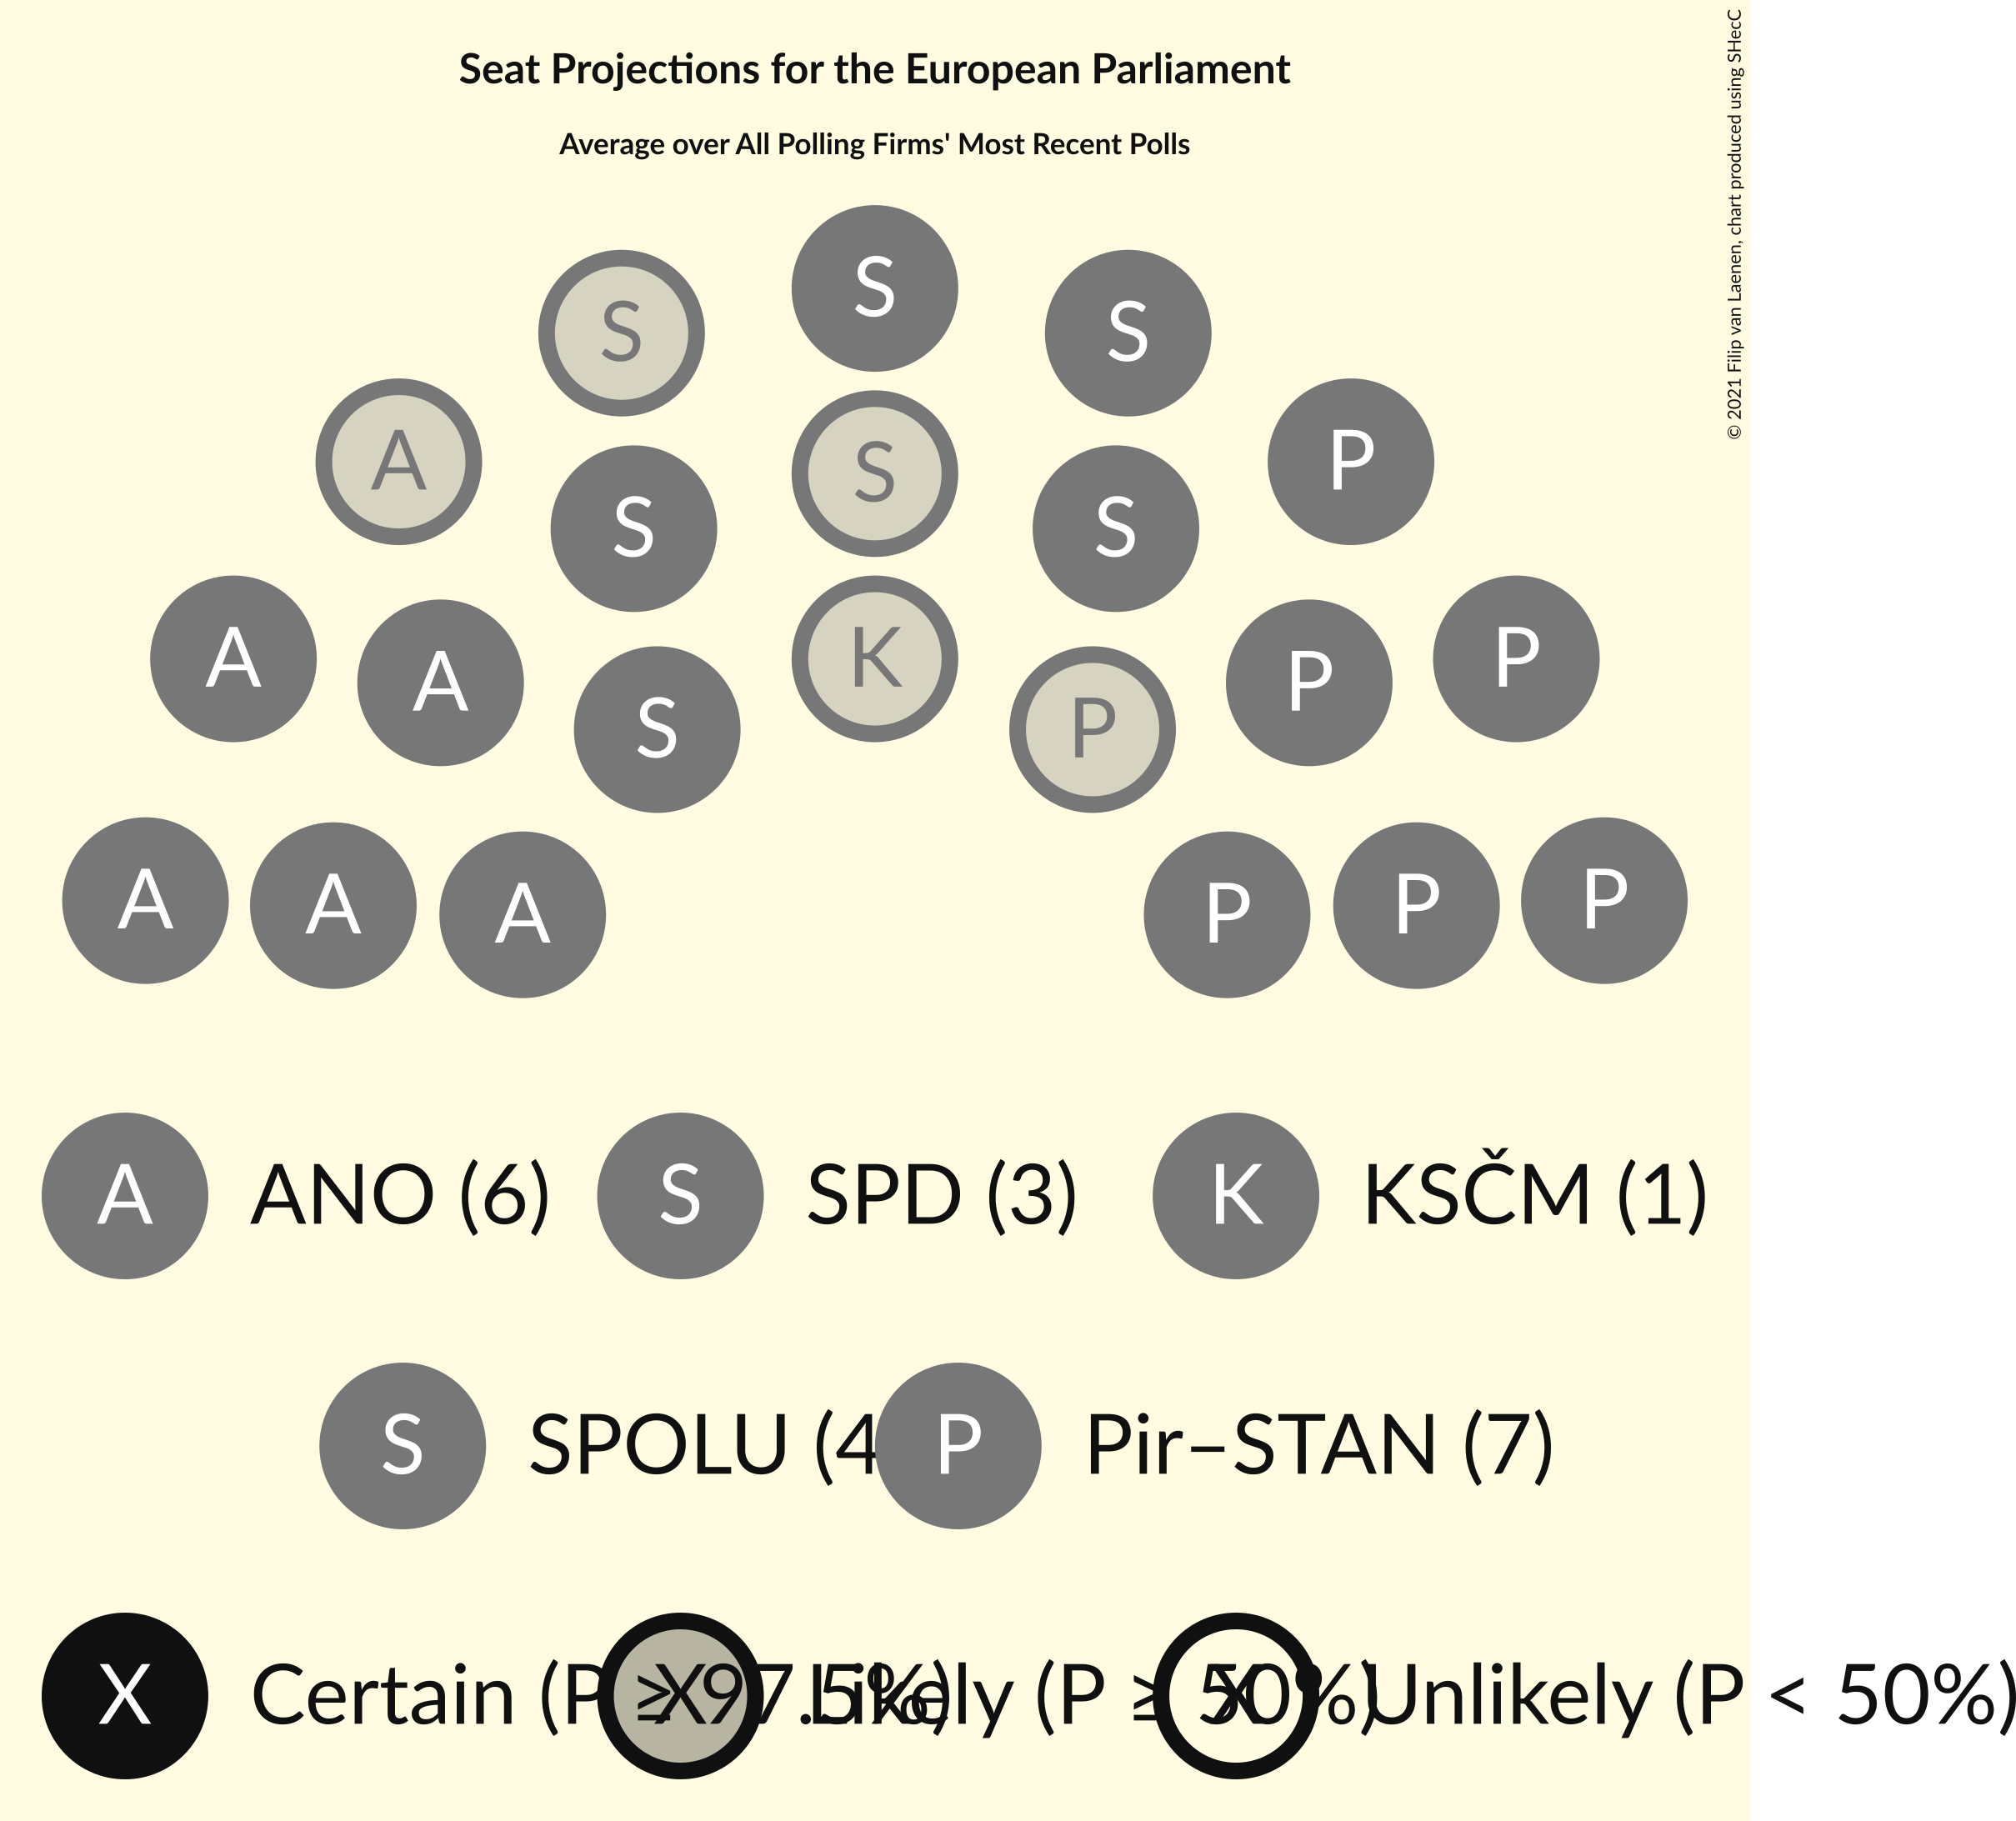 Seat Projections for the European Parliament
Average over All Polling Firms' Most Recent Polls
© 2021 Filip van Laenen, chart produced using SHecC
S
S S
A S P
S S
K
A P
A P
S P
A P
A P
A P
A P
A ANO (6) S SPD (3) K KSČM (1)
S SPOLU (4 P Pir–STAN (7)
X Certain (P X Likely (P ≥ 50%) X Unlikely (P < 50%)